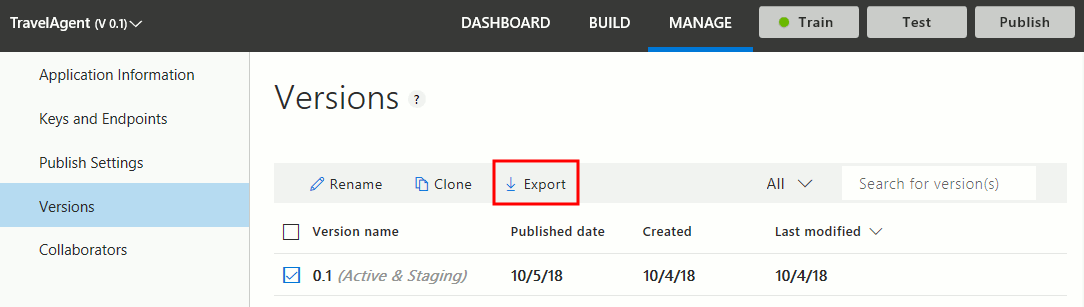 TravelAgent (V 0.1) DASHBOARD BUILD MANAGE Train Test Publish
Application Information
Keys and Endpoints
Publish Settings
Versions
Collaborators
Versions ?
Rename Clone Export All Search for version(s)
Version name Published date Created Last modified
0.1 (Active & Staging) 10/5/18 10/4/18 10/4/18